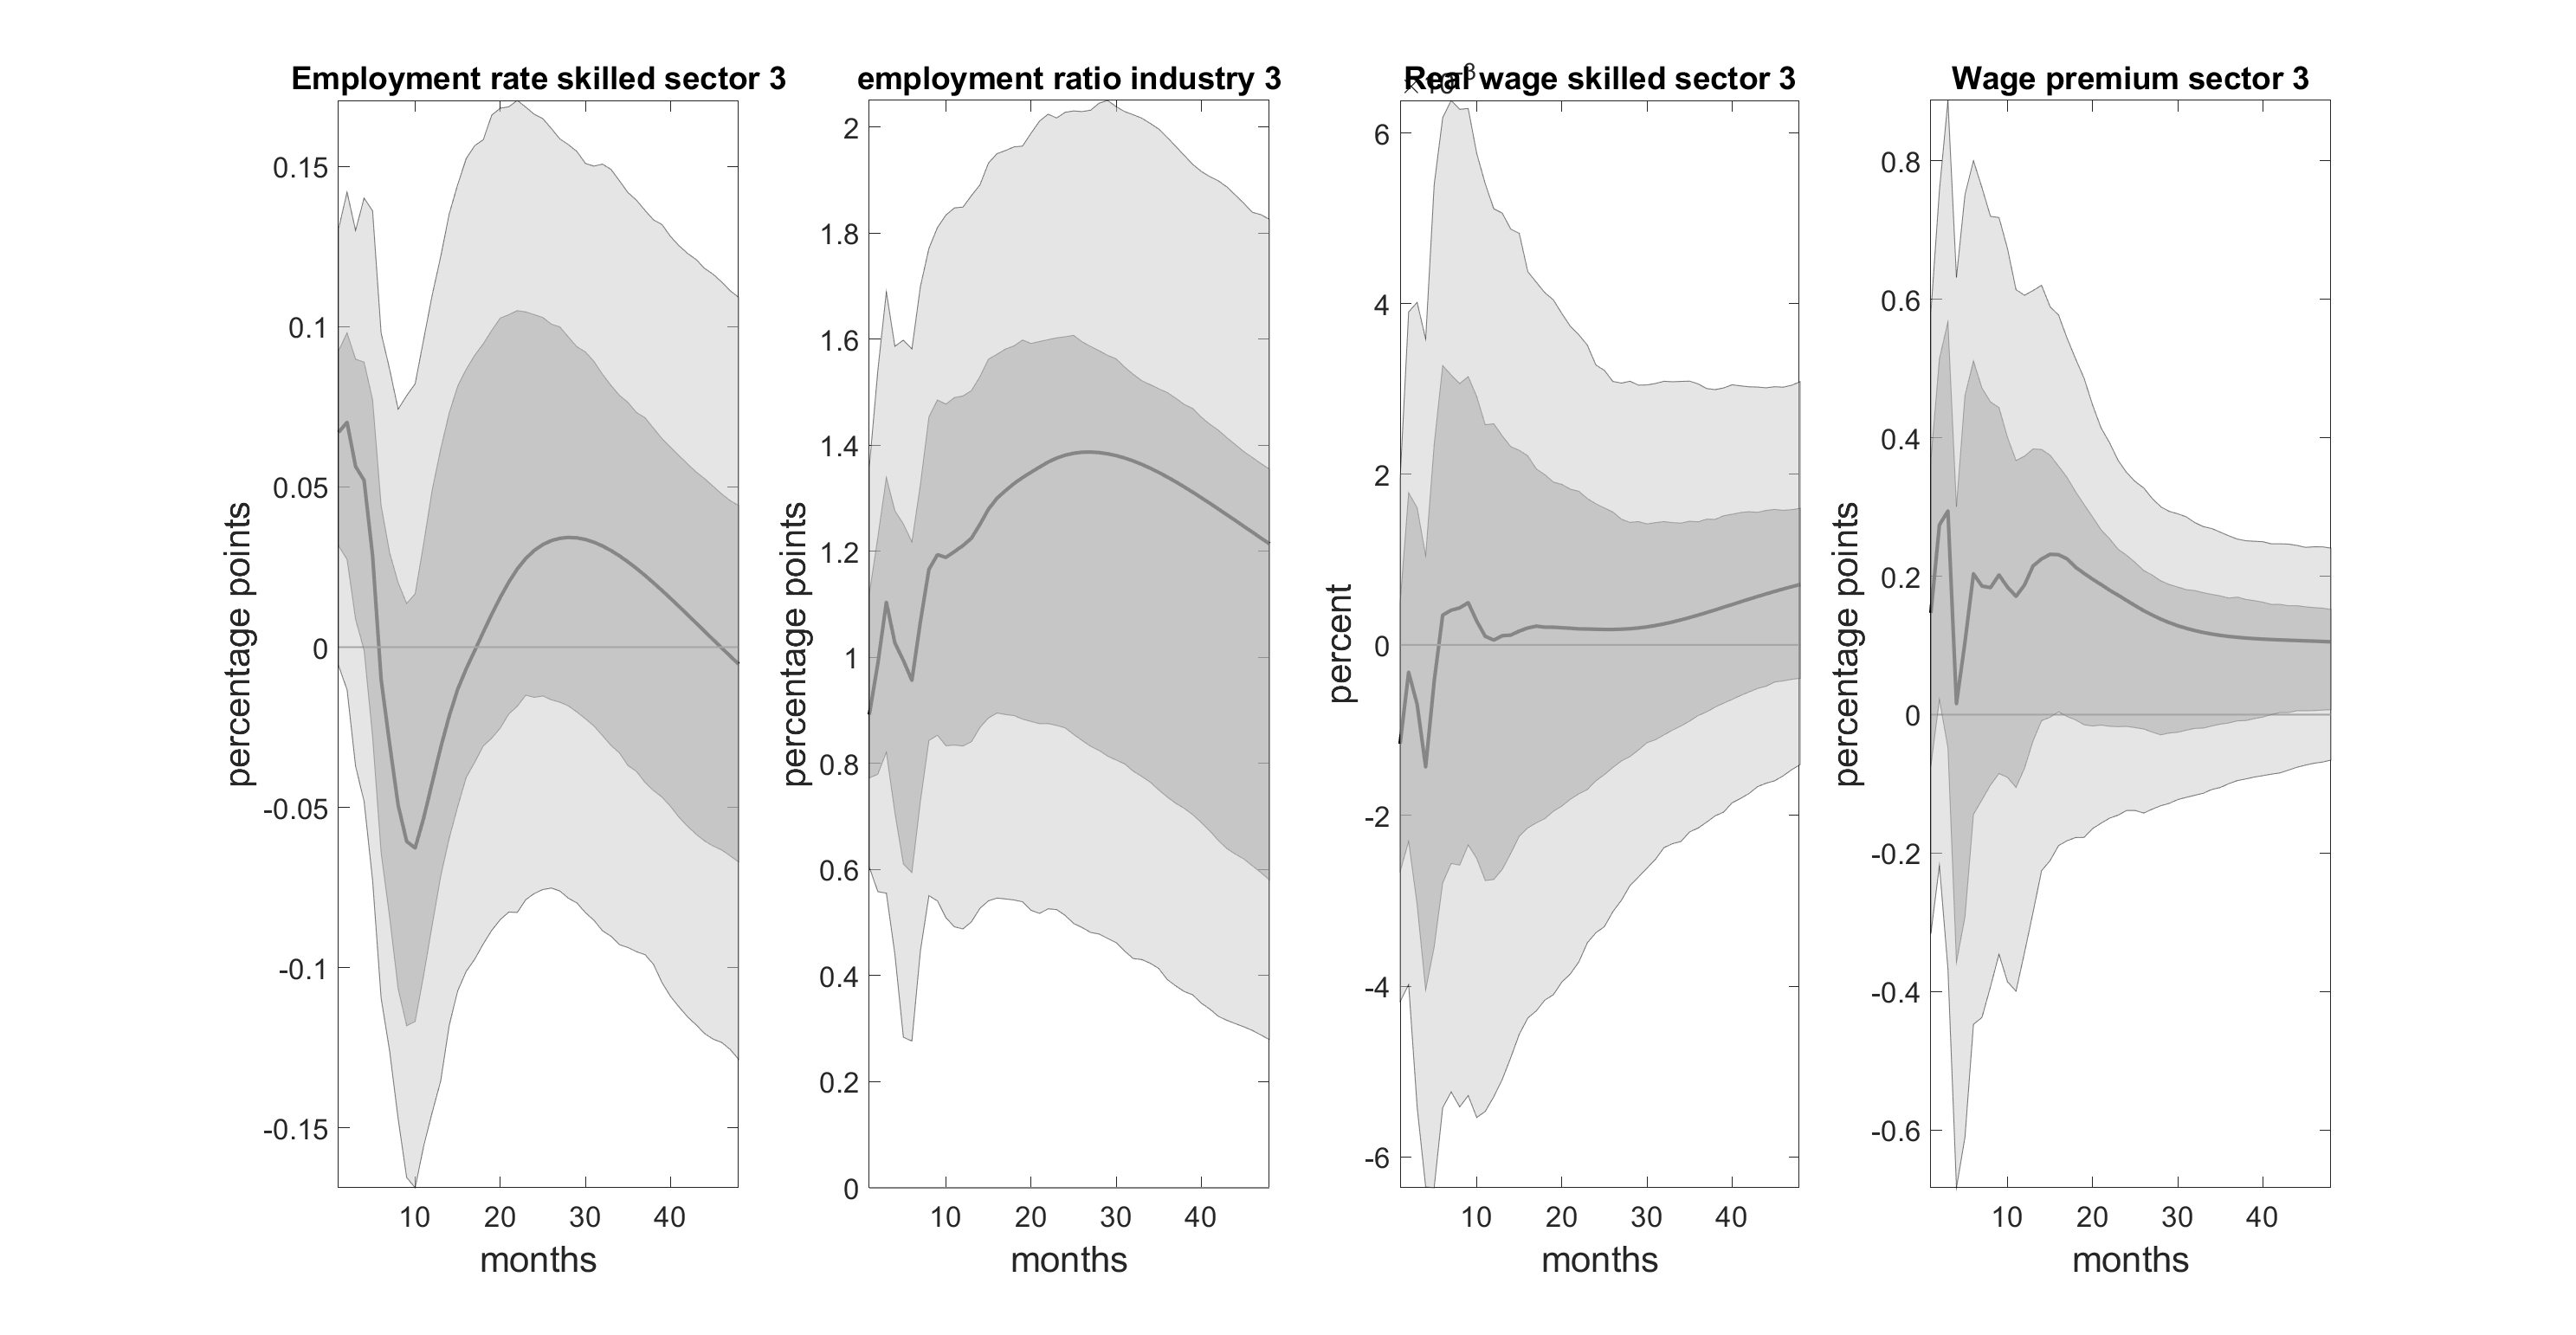 Employment rate skilled sector 3
percentage points
0.15
0.1
0.05
0
-0.05
-0.1
-0.15
10 20 30 40
months
employment ratio industry 3
percentage points
2
1.8
1.6
1.4
1.2
1
0.8
0.6
0.4
0.2
0
10 20 30 40
months
Real wage skilled sector 3
percent
6
4
2
0
-2
-4
-6
10 20 30 40
months
Wage premium sector 3
percentage points
0.8
0.6
0.4
0.2
0
-0.2
-0.4
-0.6
10 20 30 40
months